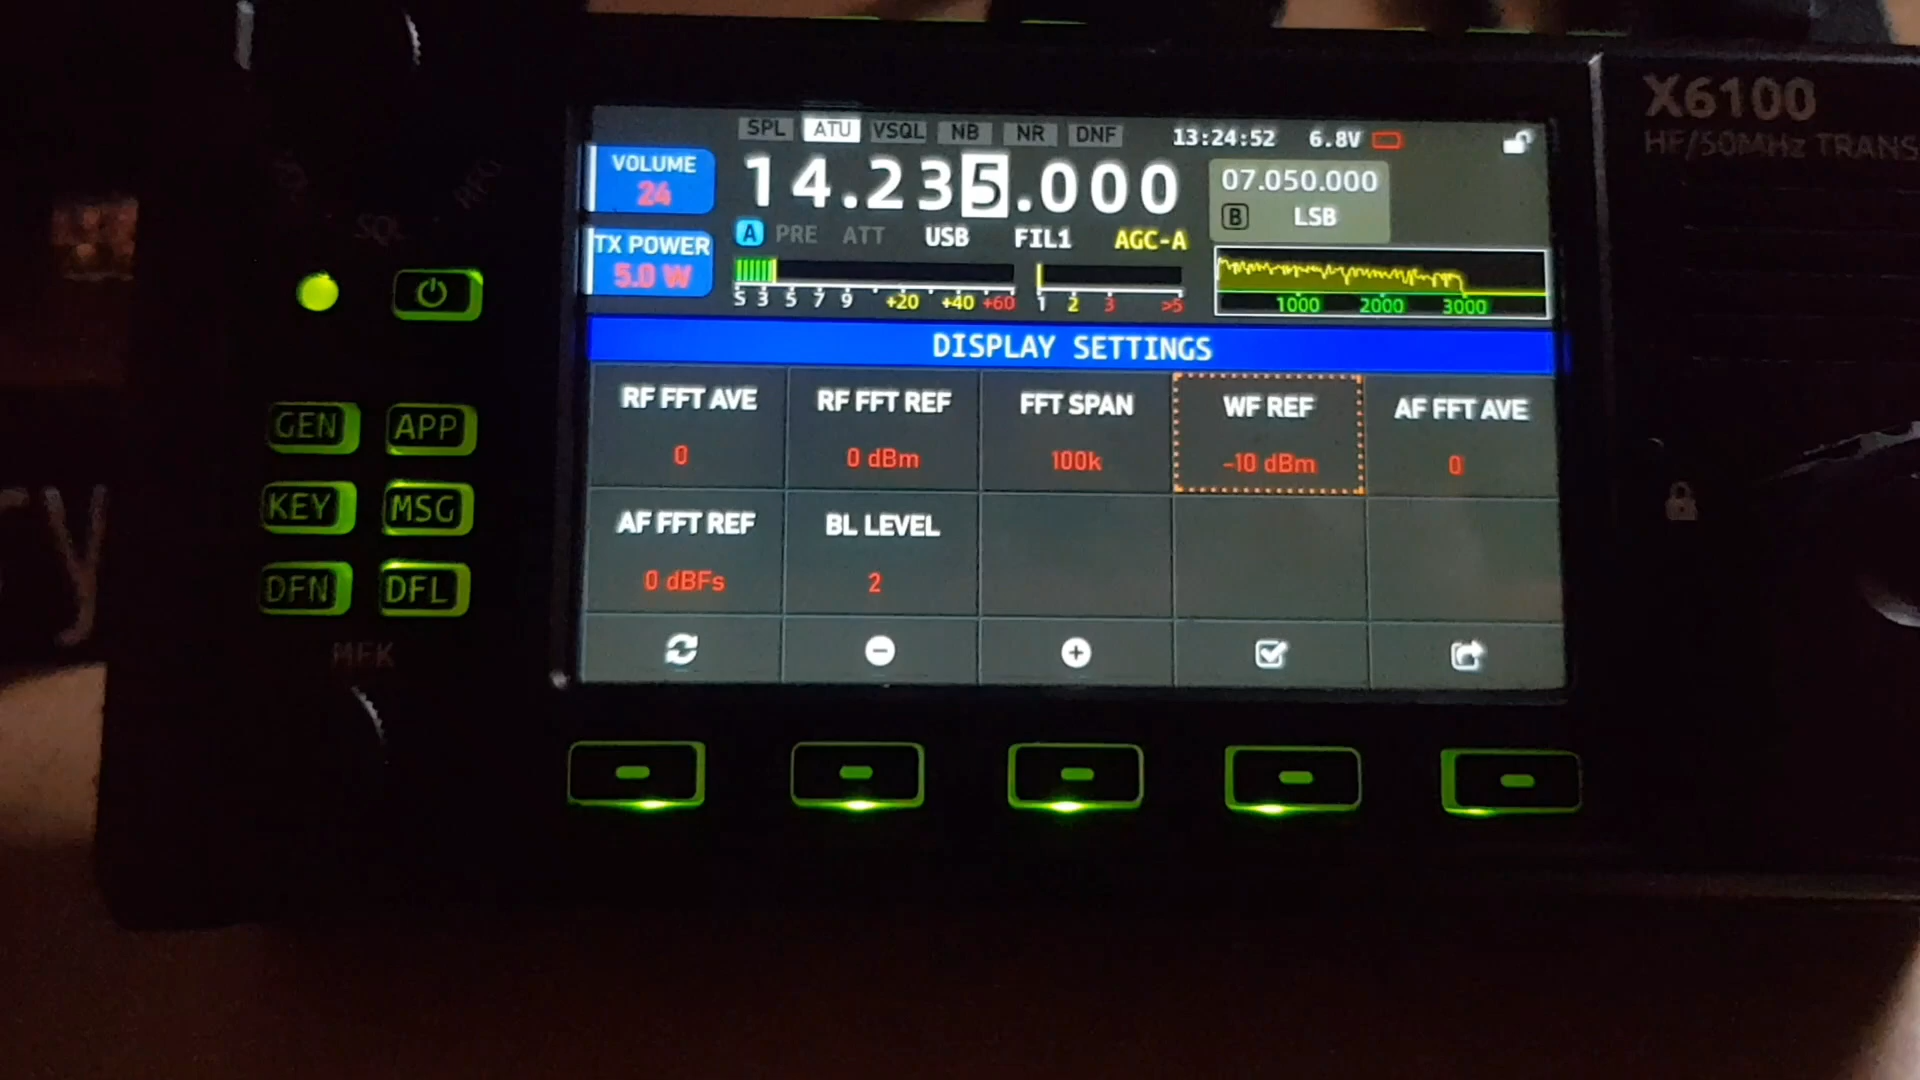 X6100
HF/50MHz TRANS
SPL ATU VSQL NB NR DNF 13:24:52 6.8V
VOLUME
24
14.235.000
07.050.000
B LSB
TX POWER
5.0 W
A PRE ATT USB FIL1 AGC-A
S 3 5 7 9 +20 +40 +60 1 2 3 >5
1000 2000 3000
DISPLAY SETTINGS
RF FFT AVE RF FFT REF FFT SPAN WF REF AF FFT AVE
0 0 dBm 100k -10 dBm 0
AF FFT REF BL LEVEL
0 dBFs 2
SQL
GEN APP
KEY MSG
DFN DFL
MFK